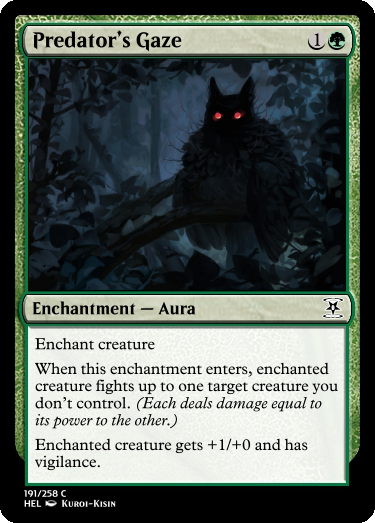 Predator's Gaze 1
Enchantment — Aura
Enchant creature
When this enchantment enters, enchanted
creature fights up to one target creature you
don't control. (Each deals damage equal to
its power to the other.)
Enchanted creature gets +1/+0 and has
vigilance.
191/258 C
HEL Kuroi-Kisin